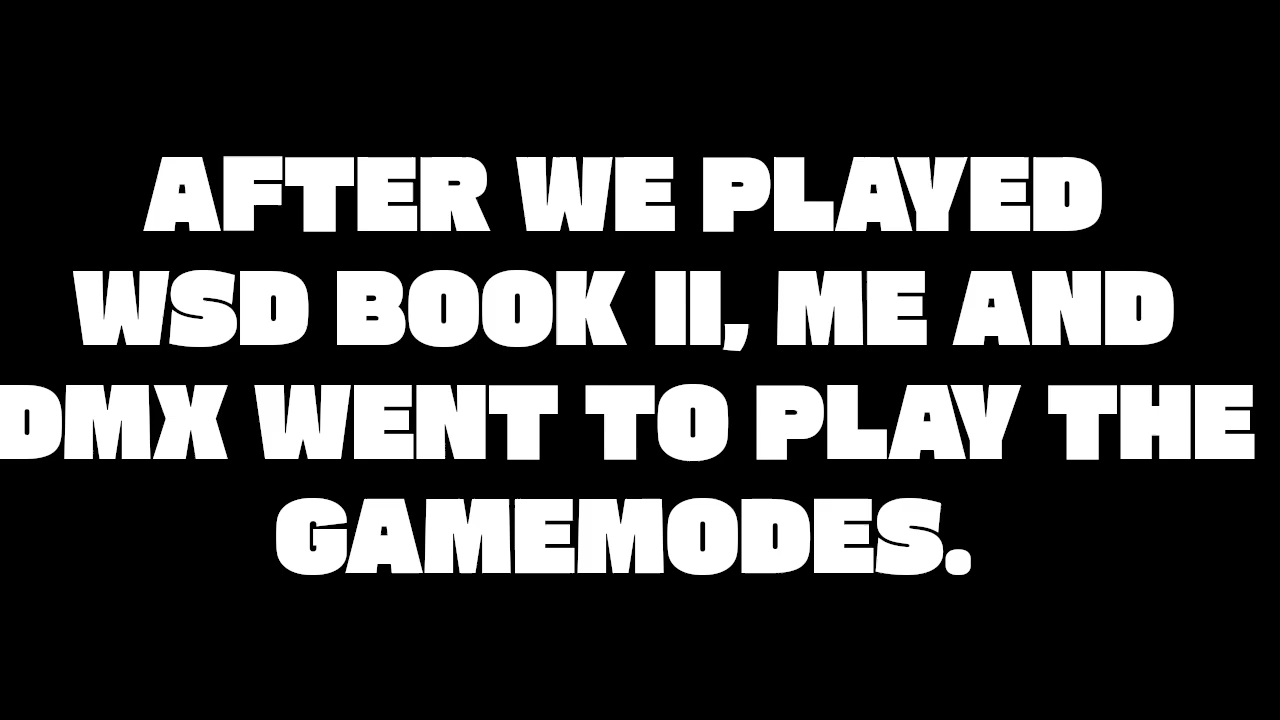 AFTER WE PLAYED
WSD BOOK II, ME AND
DMX WENT TO PLAY THE
GAMEMODES.